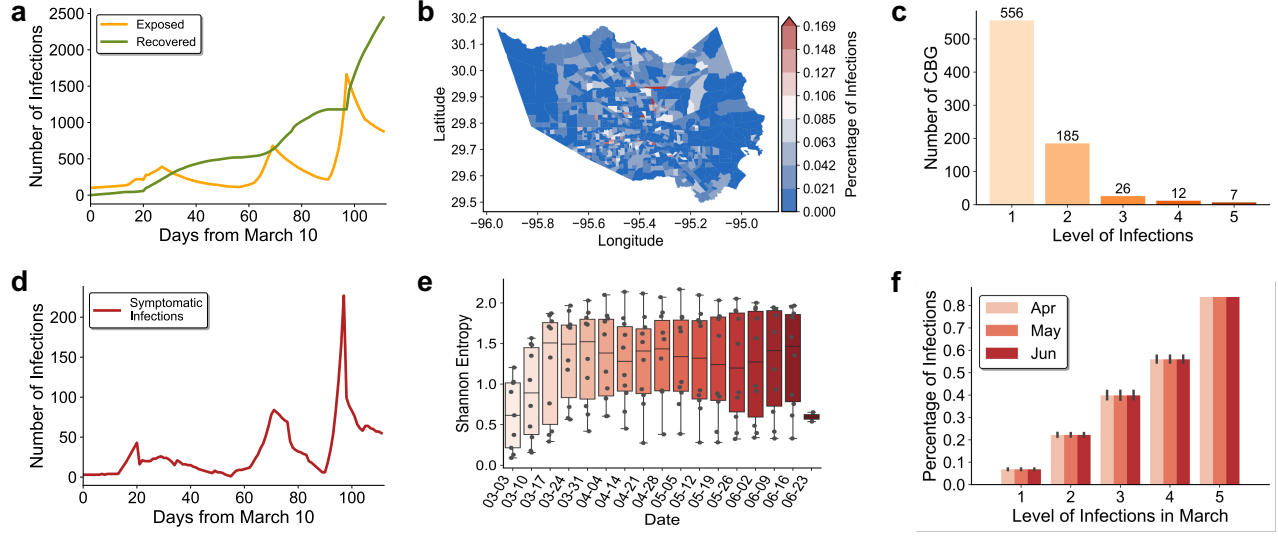 a
Number of Infections
2500
2000
1500
1000
500
0
Exposed
Recovered
0 20 40 60 80 100
Days from March 10
b
Latitude
30.2
30.1
30.0
29.9
29.8
29.7
29.6
29.5
−96.0 −95.8 −95.6 −95.4 −95.2 −95.0
Longitude
0.169
0.148
0.127
0.106
0.085
0.063
0.042
0.021
0.000
Percentage of Infections
c
Number of CBG
500
400
300
200
100
0
556
185
26
12
7
1 2 3 4 5
Level of Infections
d
Number of Infections
200
150
100
50
0
Symptomatic
Infections
0 20 40 60 80 100
Days from March 10
e
Shannon Entropy
2.0
1.5
1.0
0.5
0.0
03-03
03-10
03-17
03-24
03-31
04-04
04-14
04-21
04-28
05-05
05-12
05-19
05-26
06-02
06-09
06-16
06-23
Date
f
Percentage of Infections
0.8
0.7
0.6
0.5
0.4
0.3
0.2
0.1
0.0
Apr
May
Jun
1 2 3 4 5
Level of Infections in March